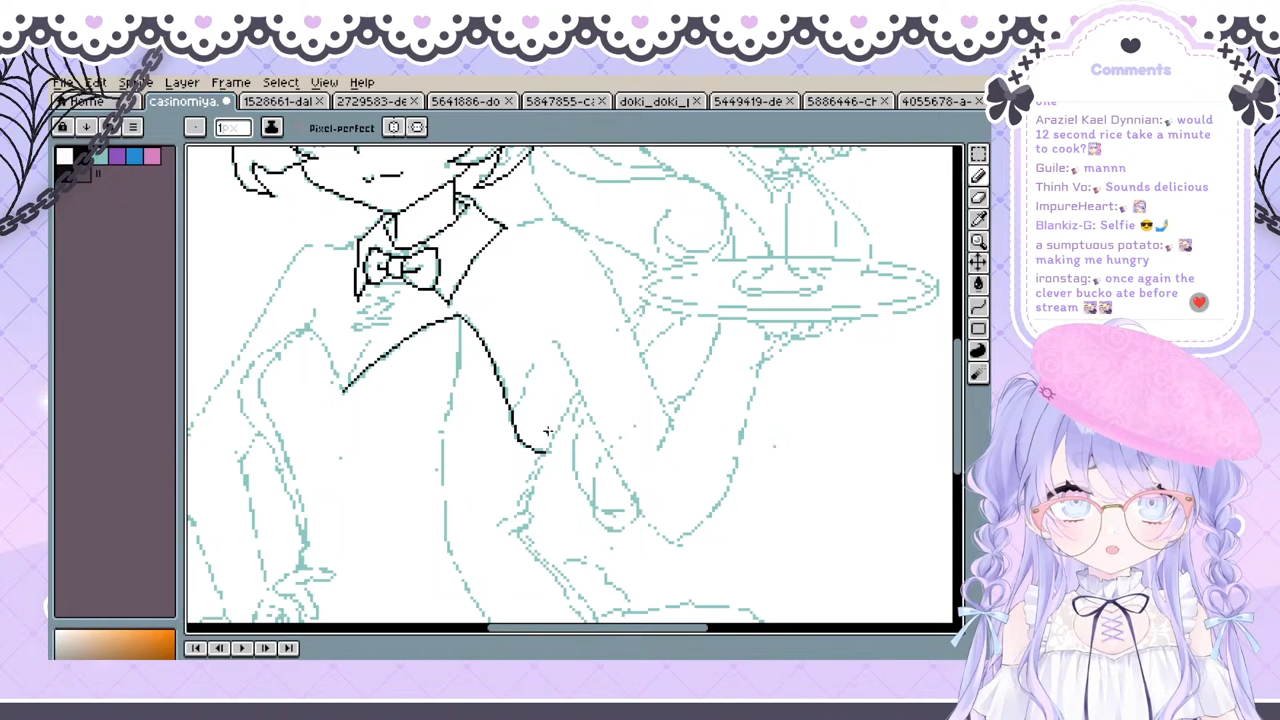 File Edit Sprite Layer Frame Select View Help
Home casinomiya. 1528661-dal 2729583-de 5641886-do 5847855-ca doki_doki_ 5449419-de 5886446-ch 4055678-a-
1px Pixel-perfect
Comments
Araziel Kael Dynnian: would
12 second rice take a minute
to cook?
Guile: mannn
Thinh Vo: Sounds delicious
ImpureHeart:
Blankiz-G: Selfie 😎🤳
a sumptuous potato:
making me hungry
ironstag: once again the
clever bucko ate before
stream